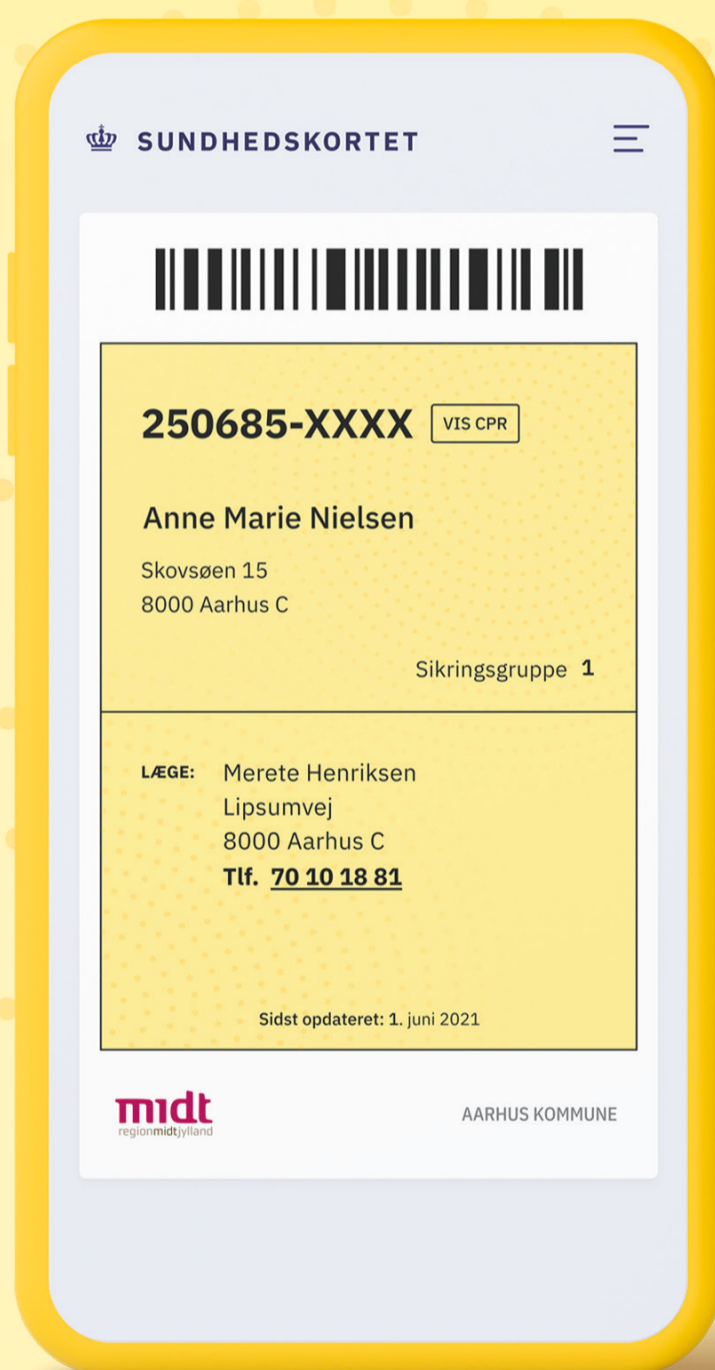 SUNDHEDSKORTET
250685-XXXX VIS CPR
Anne Marie Nielsen
Skovsøen 15
8000 Aarhus C
Sikringsgruppe 1
LÆGE: Merete Henriksen
Lipsumvej
8000 Aarhus C
Tlf. 70 10 18 81
Sidst opdateret: 1. juni 2021
midt
regionmidtjylland
AARHUS KOMMUNE